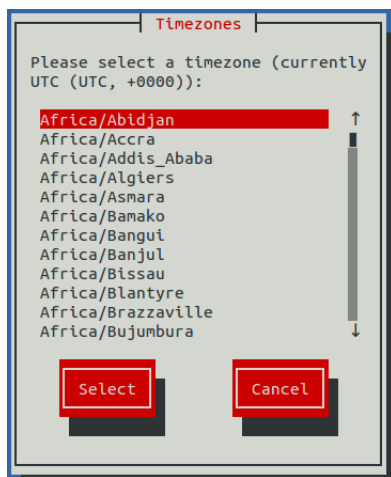 Timezones
Please select a timezone (currently
UTC (UTC, +0000)):
Africa/Abidjan
Africa/Accra
Africa/Addis_Ababa
Africa/Algiers
Africa/Asmara
Africa/Bamako
Africa/Bangui
Africa/Banjul
Africa/Bissau
Africa/Blantyre
Africa/Brazzaville
Africa/Bujumbura
Select Cancel